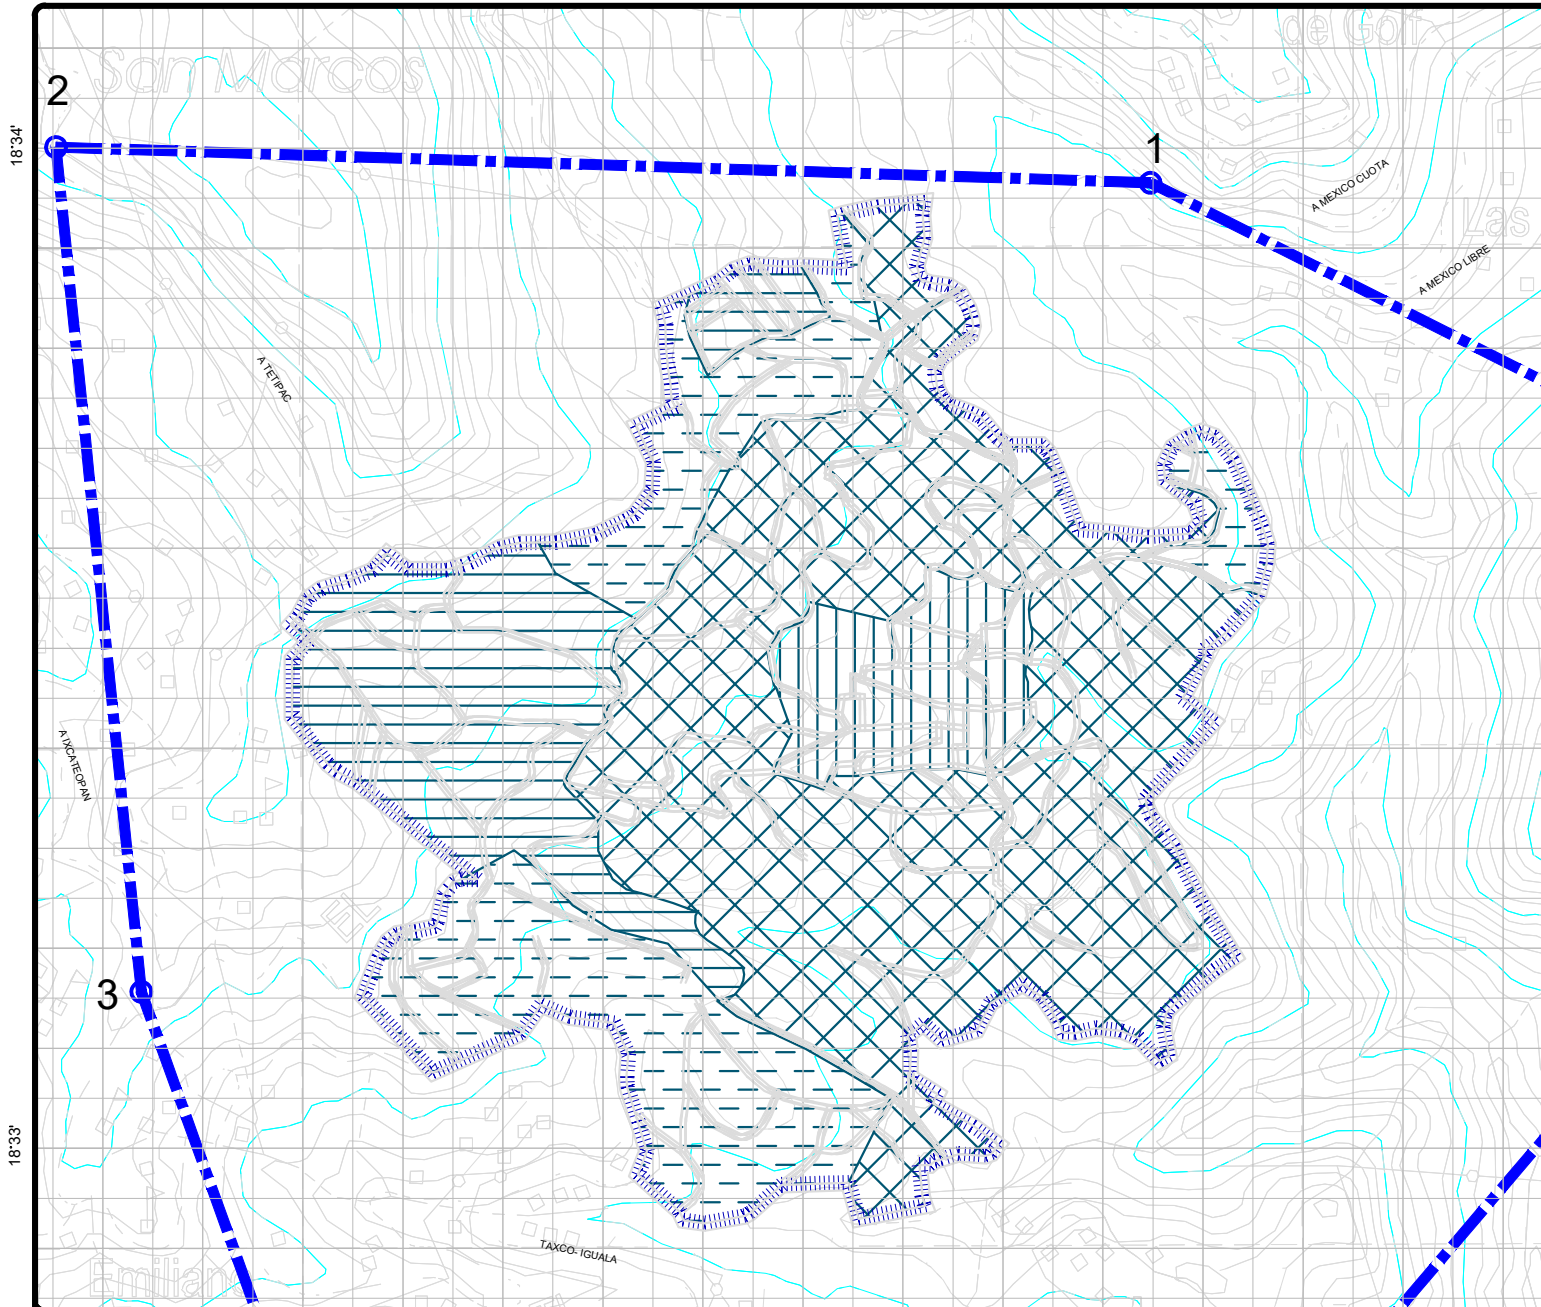 de Golf
San Marcos
2
18°34'
1
A MEXICO CUOTA
Las
A MEXICO LIBRE
A TETIPAC
A IXCATEOPAN
3
18°33'
TAXCO- IGUALA
Emilian